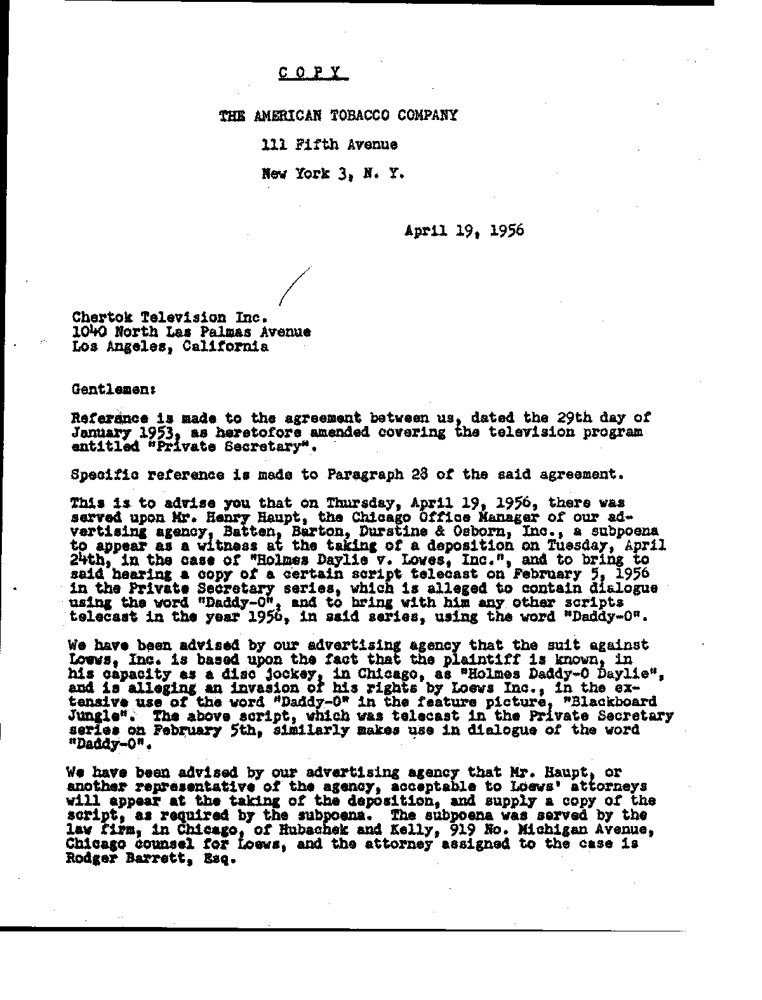 COPY
THE AMERICAN TOBACCO COMPANY
111 Fifth Avenue
New York 3, N. Y.
April 19, 1956
Chertok Television Inc.
1040 North Las Palmas Avenue
Los Angeles, California
Gentlemen:
Reference is made to the agreement between us, dated the 29th day of
January 1953, as heretofore amended covering the television program
entitled "Private Secretary".
Specific reference is made to Paragraph 28 of the said agreement.
This is to advise you that on Thursday, April 19, 1956, there was
served upon Mr. Henry Haupt, the Chicago Office Manager of our ad-
vertising agency, Batten, Barton, Durstine & Osborn, Inc., a subpoena
to appear as a witness at the taking of a deposition on Tuesday, April
24th, in the case of "Holmes Daylie v. Lowes, Inc.", and to bring to
said hearing a copy of a certain script telecast on February 5, 1956
in the Private Secretary series, which is alleged to contain dialogue
using the word "Daddy-O", and to bring with him any other scripts
telecast in the year 1956, in said series, using the word "Daddy-O".
We have been advised by our advertising agency that the suit against
Loews, Inc. is based upon the fact that the plaintiff is known, in
his capacity as a disc jockey, in Chicago, as "Holmes Daddy-O Daylie",
and is alleging an invasion of his rights by Loews Inc., in the ex-
tensive use of the word "Daddy-O" in the feature picture, "Blackboard
Jungle". The above script, which was telecast in the Private Secretary
series on February 5th, similarly makes use in dialogue of the word
"Daddy-O".
We have been advised by our advertising agency that Mr. Haupt, or
another representative of the agency, acceptable to Loews' attorneys
will appear at the taking of the deposition, and supply a copy of the
script, as required by the subpoena. The subpoena was served by the
law firm, in Chicago, of Hubachek and Kelly, 919 No. Michigan Avenue,
Chicago counsel for Loews, and the attorney assigned to the case is
Rodger Barrett, Esq.